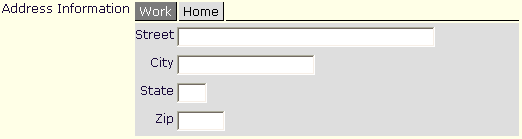 Address Information Work Home
Street
City
State
Zip